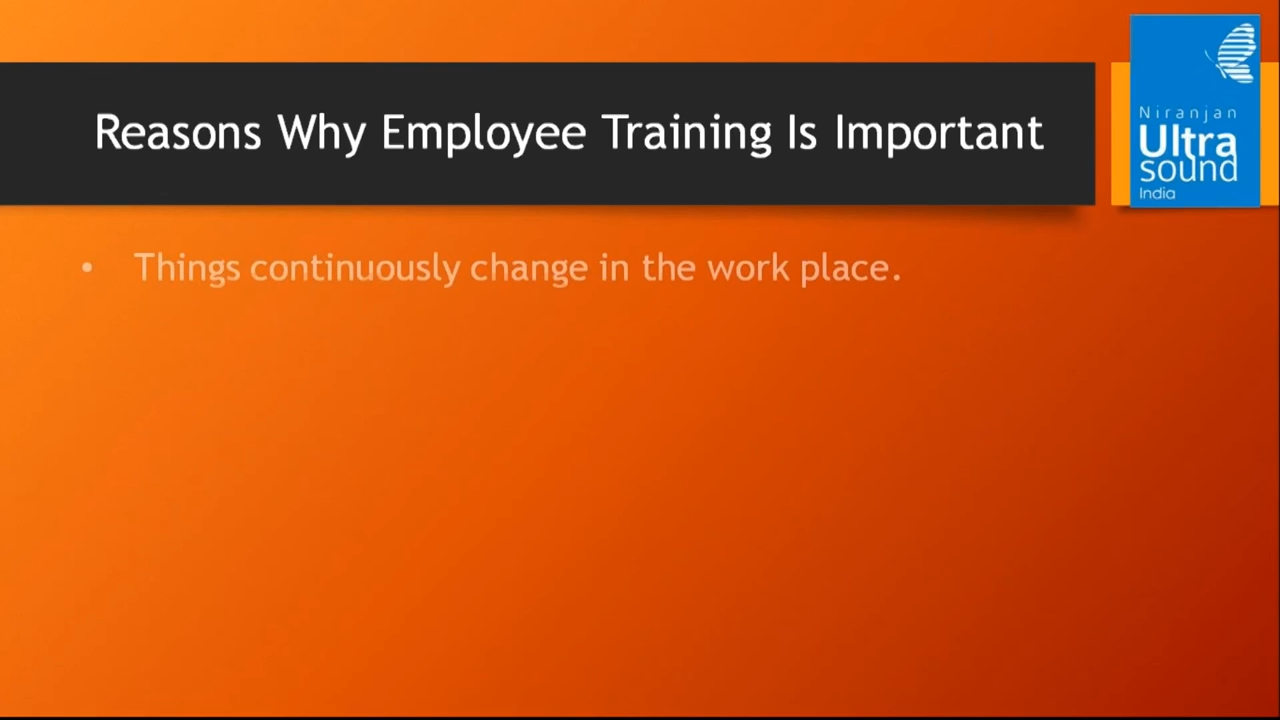 Reasons Why Employee Training Is Important
Niranjan
Ultra
sound
India
• Things continuously change in the work place.